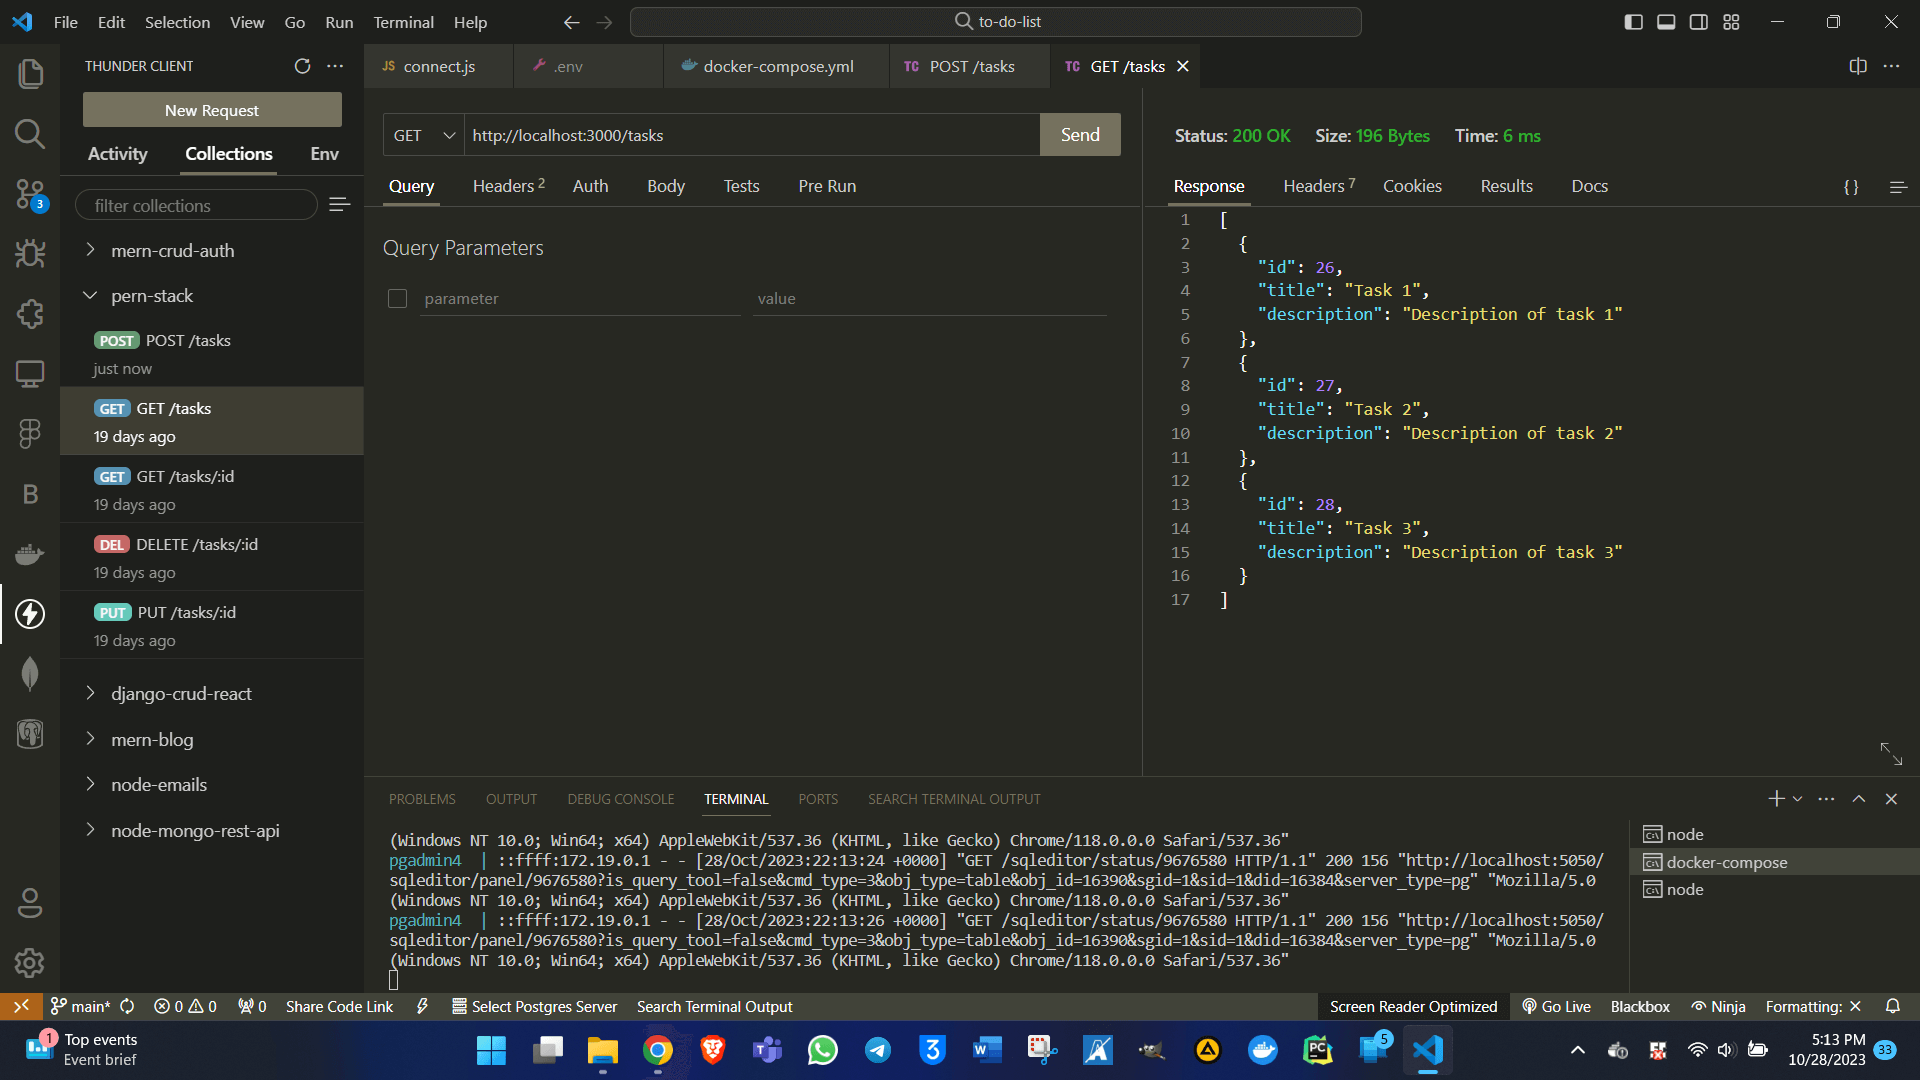 File Edit Selection View Go Run Terminal Help
to-do-list
THUNDER CLIENT
New Request
Activity Collections Env
filter collections
mern-crud-auth
pern-stack
POST POST /tasks
just now
GET GET /tasks
19 days ago
GET GET /tasks/:id
19 days ago
DEL DELETE /tasks/:id
19 days ago
PUT PUT /tasks/:id
19 days ago
django-crud-react
mern-blog
node-emails
node-mongo-rest-api
3
B
JS connect.js .env docker-compose.yml TC POST /tasks TC GET /tasks
GET http://localhost:3000/tasks Send
Query Headers 2 Auth Body Tests Pre Run
Query Parameters
parameter value
Status: 200 OK Size: 196 Bytes Time: 6 ms
Response Headers 7 Cookies Results Docs {}
1 [
2 {
3 "id": 26,
4 "title": "Task 1",
5 "description": "Description of task 1"
6 },
7 {
8 "id": 27,
9 "title": "Task 2",
10 "description": "Description of task 2"
11 },
12 {
13 "id": 28,
14 "title": "Task 3",
15 "description": "Description of task 3"
16 }
17 ]
PROBLEMS OUTPUT DEBUG CONSOLE TERMINAL PORTS SEARCH TERMINAL OUTPUT
(Windows NT 10.0; Win64; x64) AppleWebKit/537.36 (KHTML, like Gecko) Chrome/118.0.0.0 Safari/537.36"
pgadmin4 | ::ffff:172.19.0.1 - - [28/Oct/2023:22:13:24 +0000] "GET /sqleditor/status/9676580 HTTP/1.1" 200 156 "http://localhost:5050/
sqleditor/panel/9676580?is_query_tool=false&cmd_type=3&obj_type=table&obj_id=16390&sgid=1&sid=1&did=16384&server_type=pg" "Mozilla/5.0
(Windows NT 10.0; Win64; x64) AppleWebKit/537.36 (KHTML, like Gecko) Chrome/118.0.0.0 Safari/537.36"
pgadmin4 | ::ffff:172.19.0.1 - - [28/Oct/2023:22:13:26 +0000] "GET /sqleditor/status/9676580 HTTP/1.1" 200 156 "http://localhost:5050/
sqleditor/panel/9676580?is_query_tool=false&cmd_type=3&obj_type=table&obj_id=16390&sgid=1&sid=1&did=16384&server_type=pg" "Mozilla/5.0
(Windows NT 10.0; Win64; x64) AppleWebKit/537.36 (KHTML, like Gecko) Chrome/118.0.0.0 Safari/537.36"
node
docker-compose
node
main* 0 0 0 Share Code Link Select Postgres Server Search Terminal Output Screen Reader Optimized Go Live Blackbox Ninja Formatting:
1 Top events
Event brief
3 W PC 5
5:13 PM
10/28/2023 33